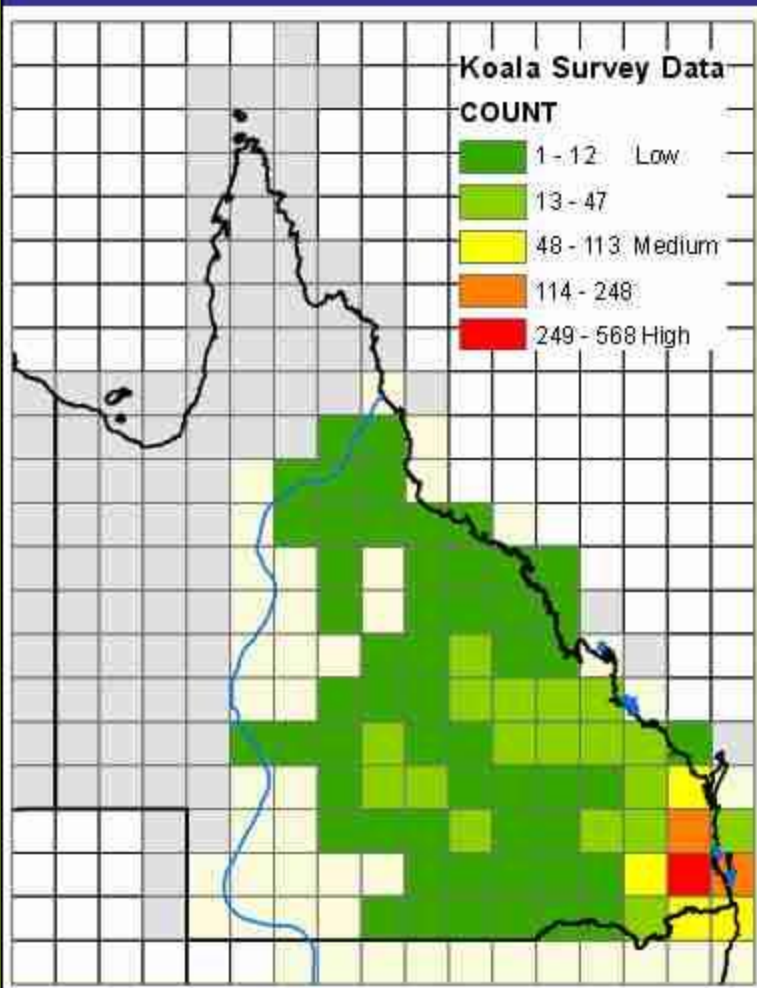 Koala Survey Data
COUNT
1 - 12 Low
13 - 47
48 - 113 Medium
114 - 248
249 - 568 High